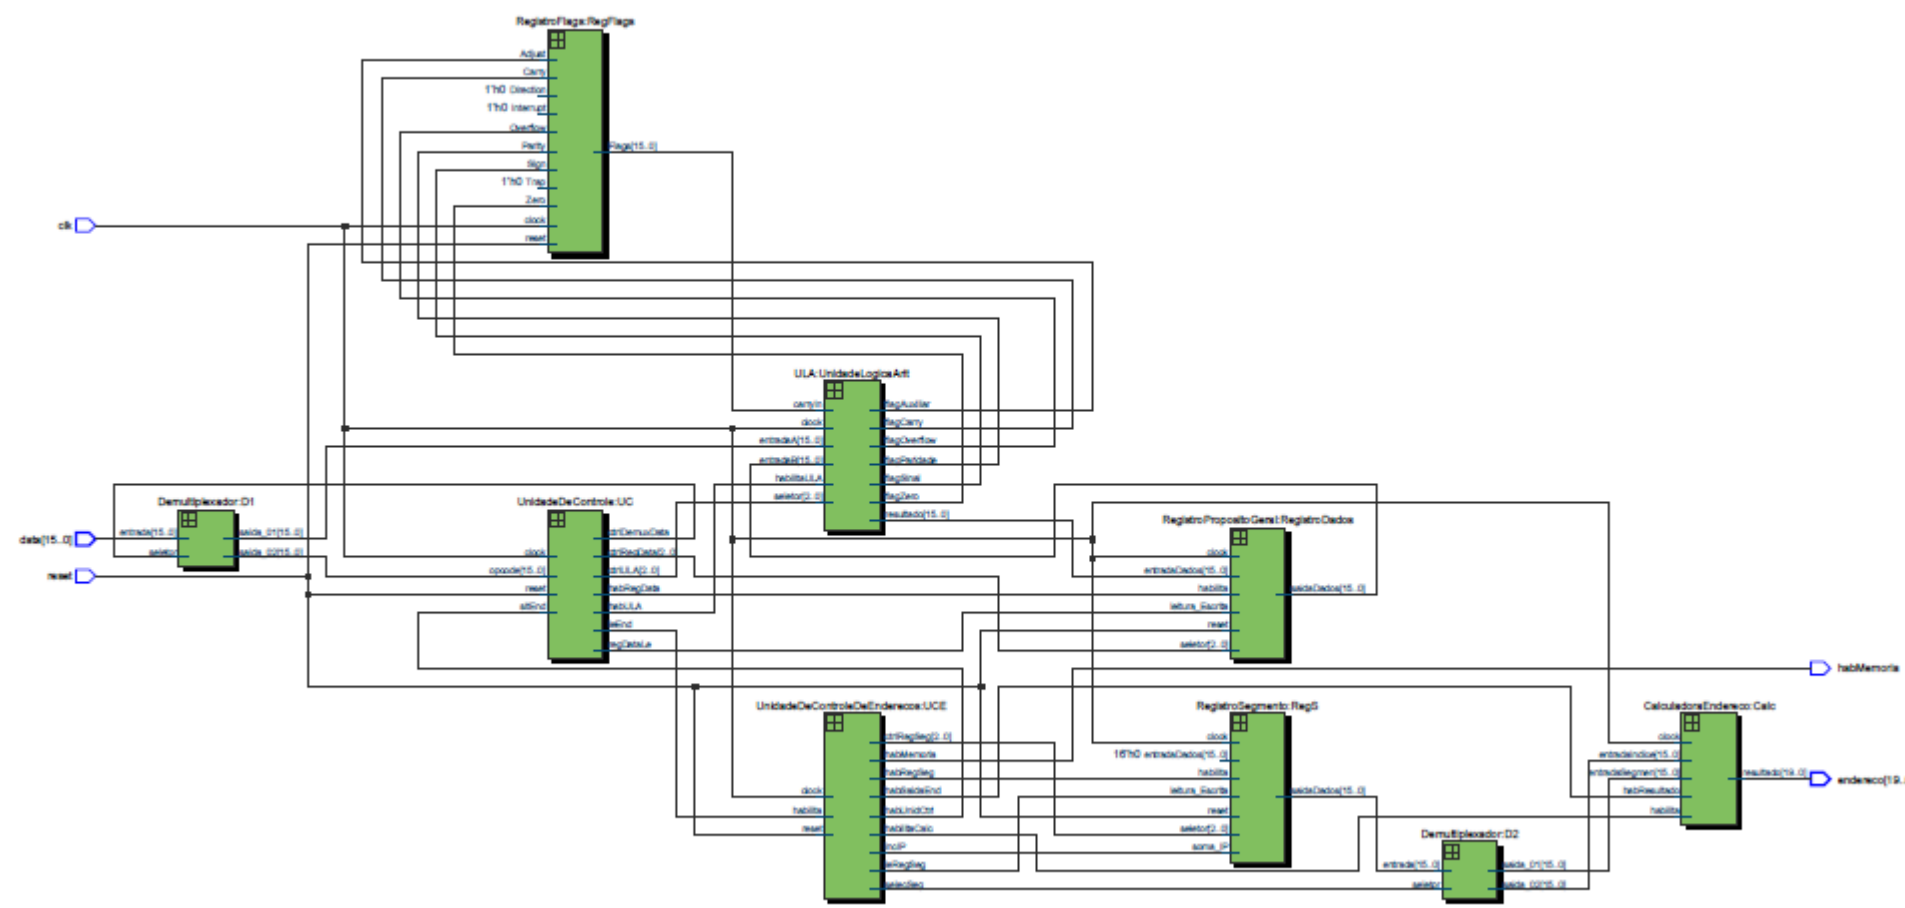 RegistroFlags:RegFlags
Adjust
Carry
1'h0 Direction
1'h0 Interrupt
Overflow
Parity
Sign
1'h0 Trap
Zero
clock
reset
Flags[15..0]
clk
ULA:UnidadeLogicaArit
carryIn
clock
entradaA[15..0]
entradaB[15..0]
habilitaULA
seletor[2..0]
flagAuxiliar
flagCarry
flagOverflow
flagParidade
flagSinal
flagZero
resultado[15..0]
Demultiplexador:D1
data[15..0]
entrada[15..0]
seletor
saida_01[15..0]
saida_02[15..0]
reset
UnidadeDeControle:UC
clock
opcode[15..0]
reset
ctrlDemuxData
ctrlRegData[2..0]
ctrlULA[2..0]
habRegData
habULA
regDataLe
RegistroPropositoGeral:RegistroDados
clock
entradaDados[15..0]
habilita
leitura_Escrita
reset
seletor[2..0]
saidaDados[15..0]
habMemoria
UnidadeDeControleDeEnderecos:UCE
clock
habilita
reset
ctrlRegSeg[2..0]
habMemoria
habRegSeg
habSaidaEnd
habUnidCtrl
habilitaCalc
incIP
leRegSeg
selecSeg
RegistroSegmento:RegS
clock
16'h0 entradaDados[15..0]
habilita
leitura_Escrita
reset
seletor[2..0]
soma_IP
saidaDados[15..0]
CalculadoraEndereco:Calc
clock
entradaIndice[15..0]
entradaSegmen[15..0]
habResultado
habilita
resultado[19..0]
endereco[19..
Demultiplexador:D2
entrada[15..0]
seletor
saida_01[15..0]
saida_02[15..0]